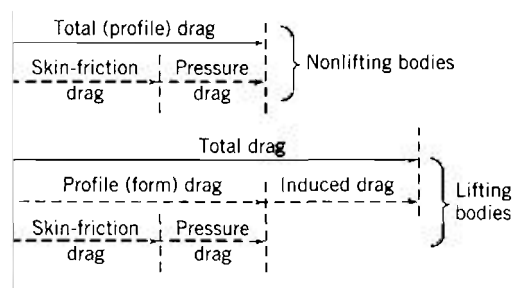 Total (profile) drag
Skin-friction drag
Pressure drag
Nonlifting bodies
Total drag
Profile (form) drag
Induced drag
Skin-friction drag
Pressure drag
Lifting bodies